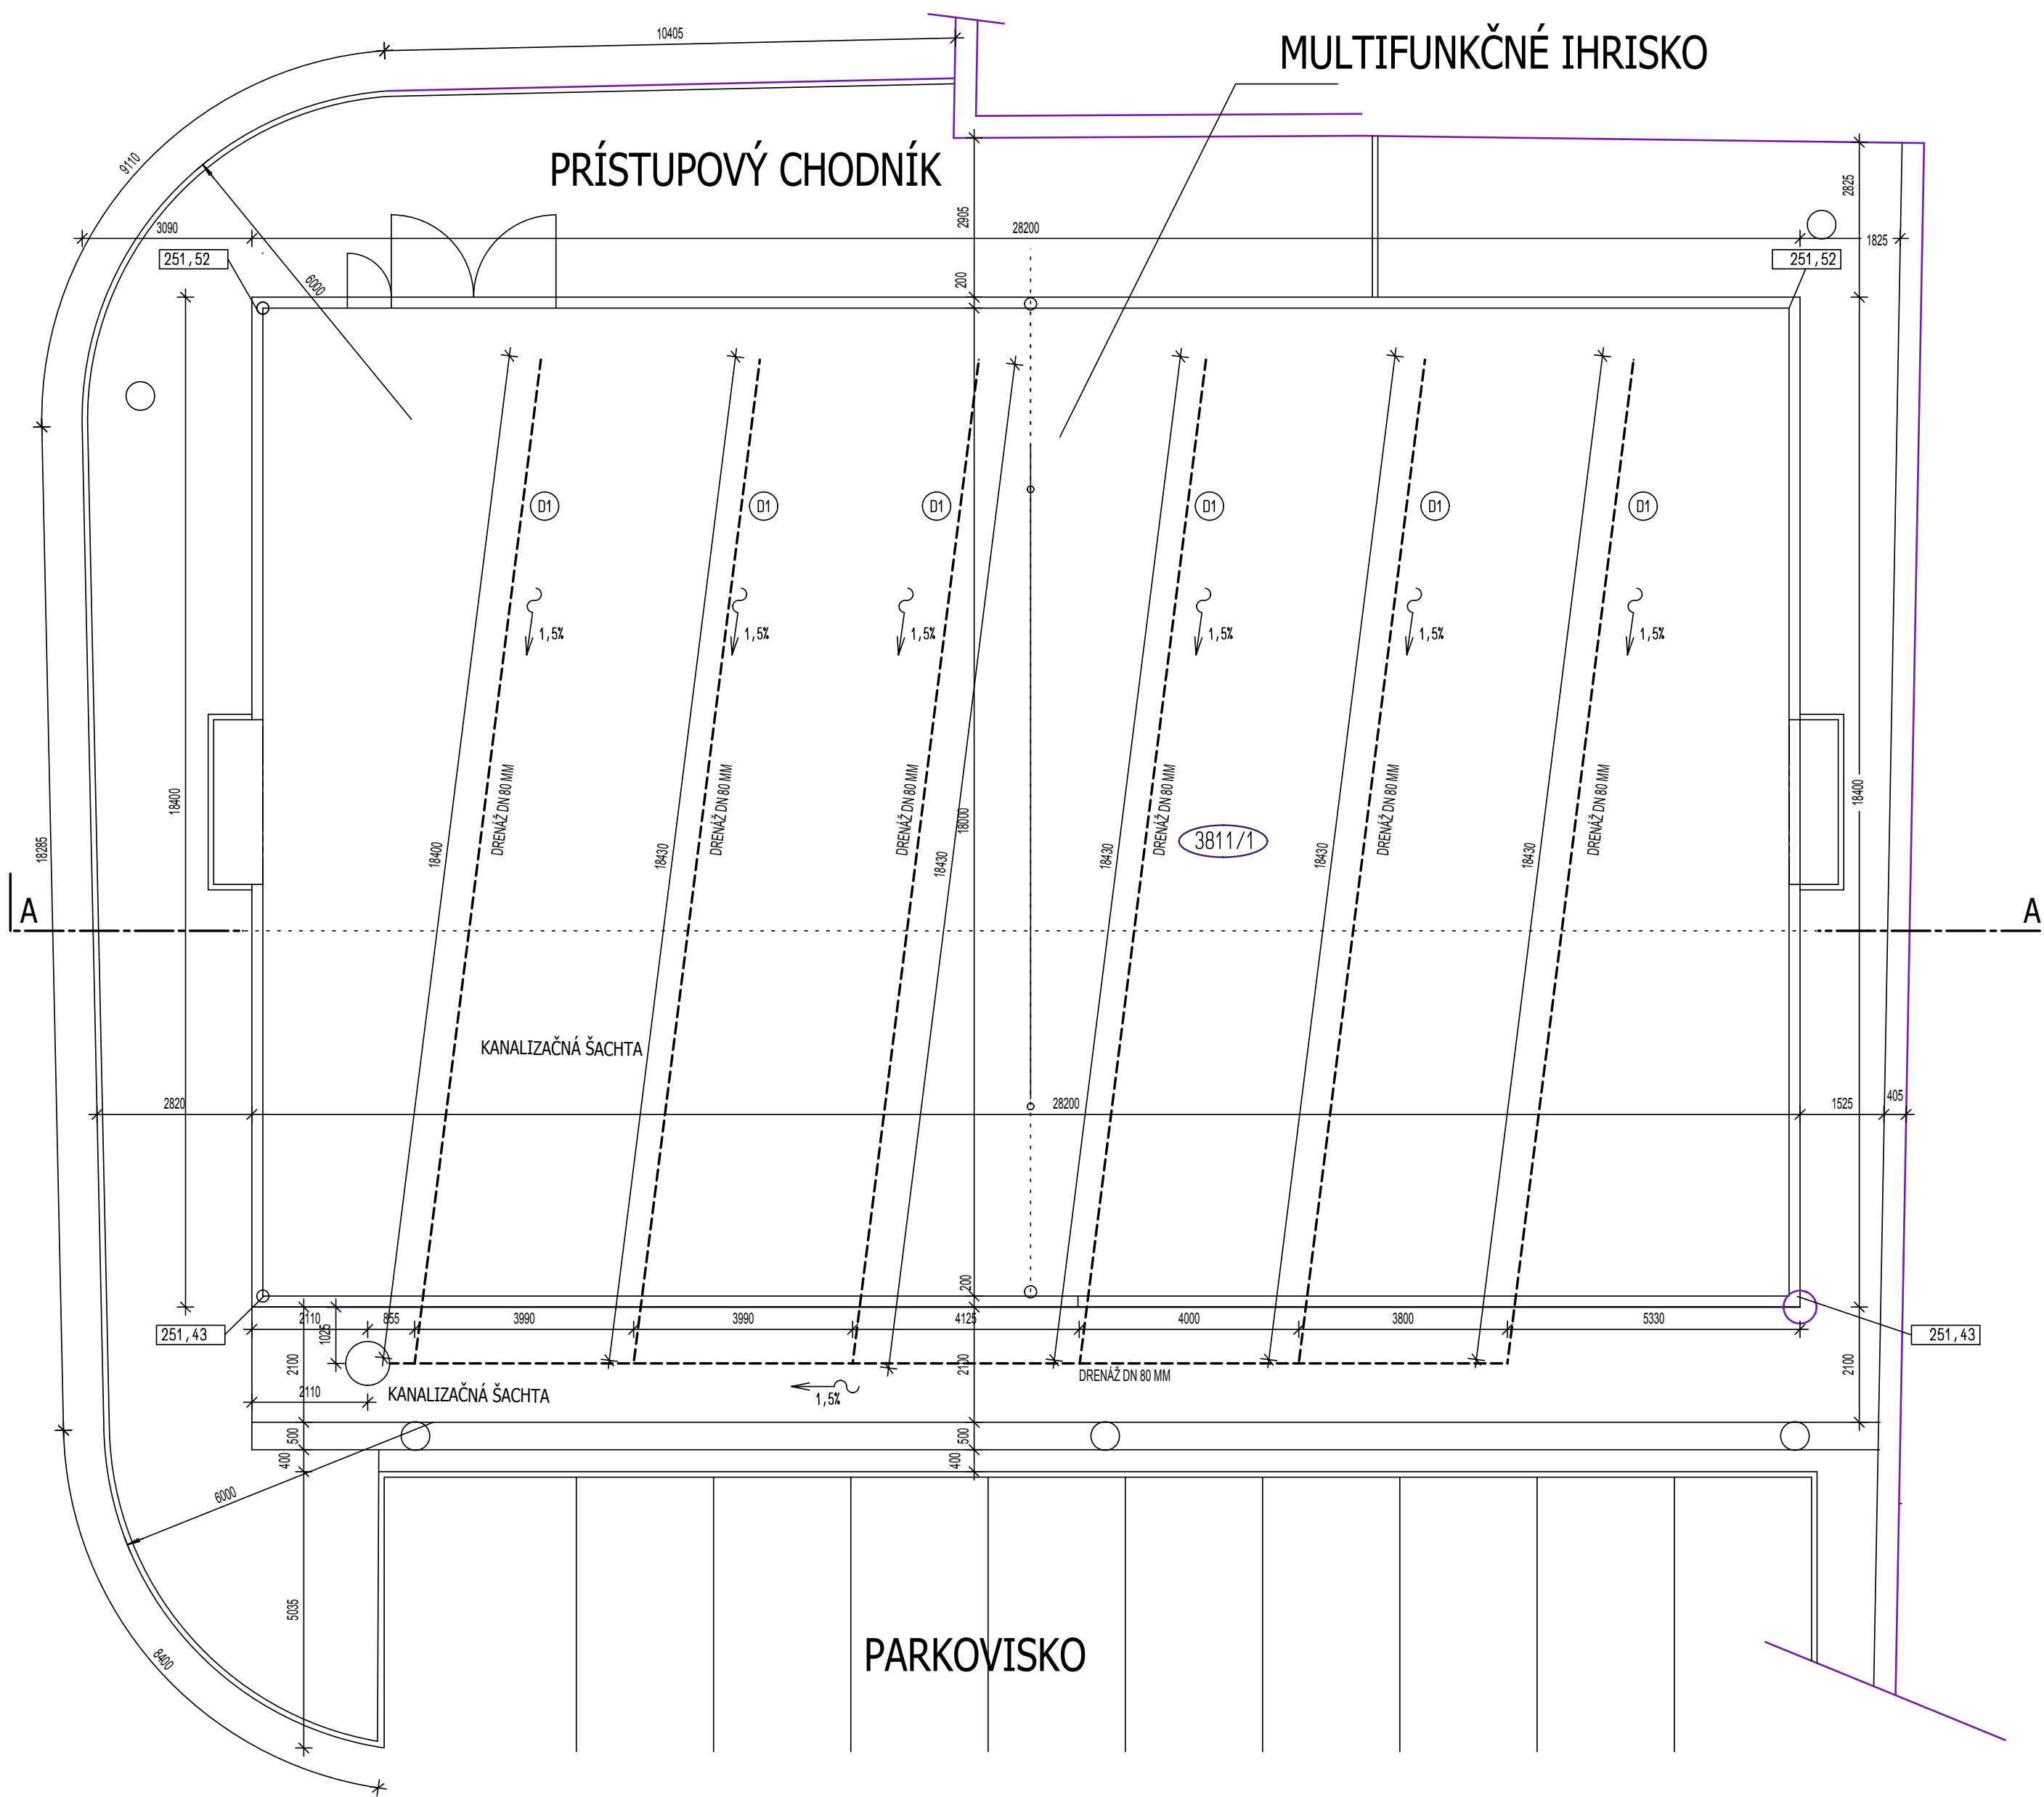 10405
MULTIFUNKČNÉ IHRISKO
9110
PRÍSTUPOVÝ CHODNÍK
2825
3090
2905
28200
1825
251,52
251,52
6000
200
D1
D1
D1
D1
D1
D1
1,5%
1,5%
1,5%
1,5%
1,5%
1,5%
DRENÁŽ DN 80 MM
DRENÁŽ DN 80 MM
DRENÁŽ DN 80 MM
DRENÁŽ DN 80 MM
DRENÁŽ DN 80 MM
DRENÁŽ DN 80 MM
18400
18000
18400
3811/1
18285
18400
18430
18430
18430
18430
18430
A
A
KANALIZAČNÁ ŠACHTA
2820
28200
1525
405
200
2110
855
3990
3990
4125
4000
3800
5330
251,43
1025
251,43
2100
2100
2100
DRENÁŽ DN 80 MM
2110
KANALIZAČNÁ ŠACHTA
1,5%
500
500
400
400
6000
5035
8400
PARKOVISKO